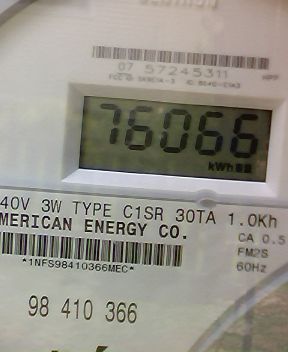 07 57245311
HPP
76066
kWh
40V 3W TYPE C1SR 30TA 1.0Kh
MERICAN ENERGY CO.
CA 0.5
FM2S
60Hz
*1NFS98410366MEC*
98 410 366